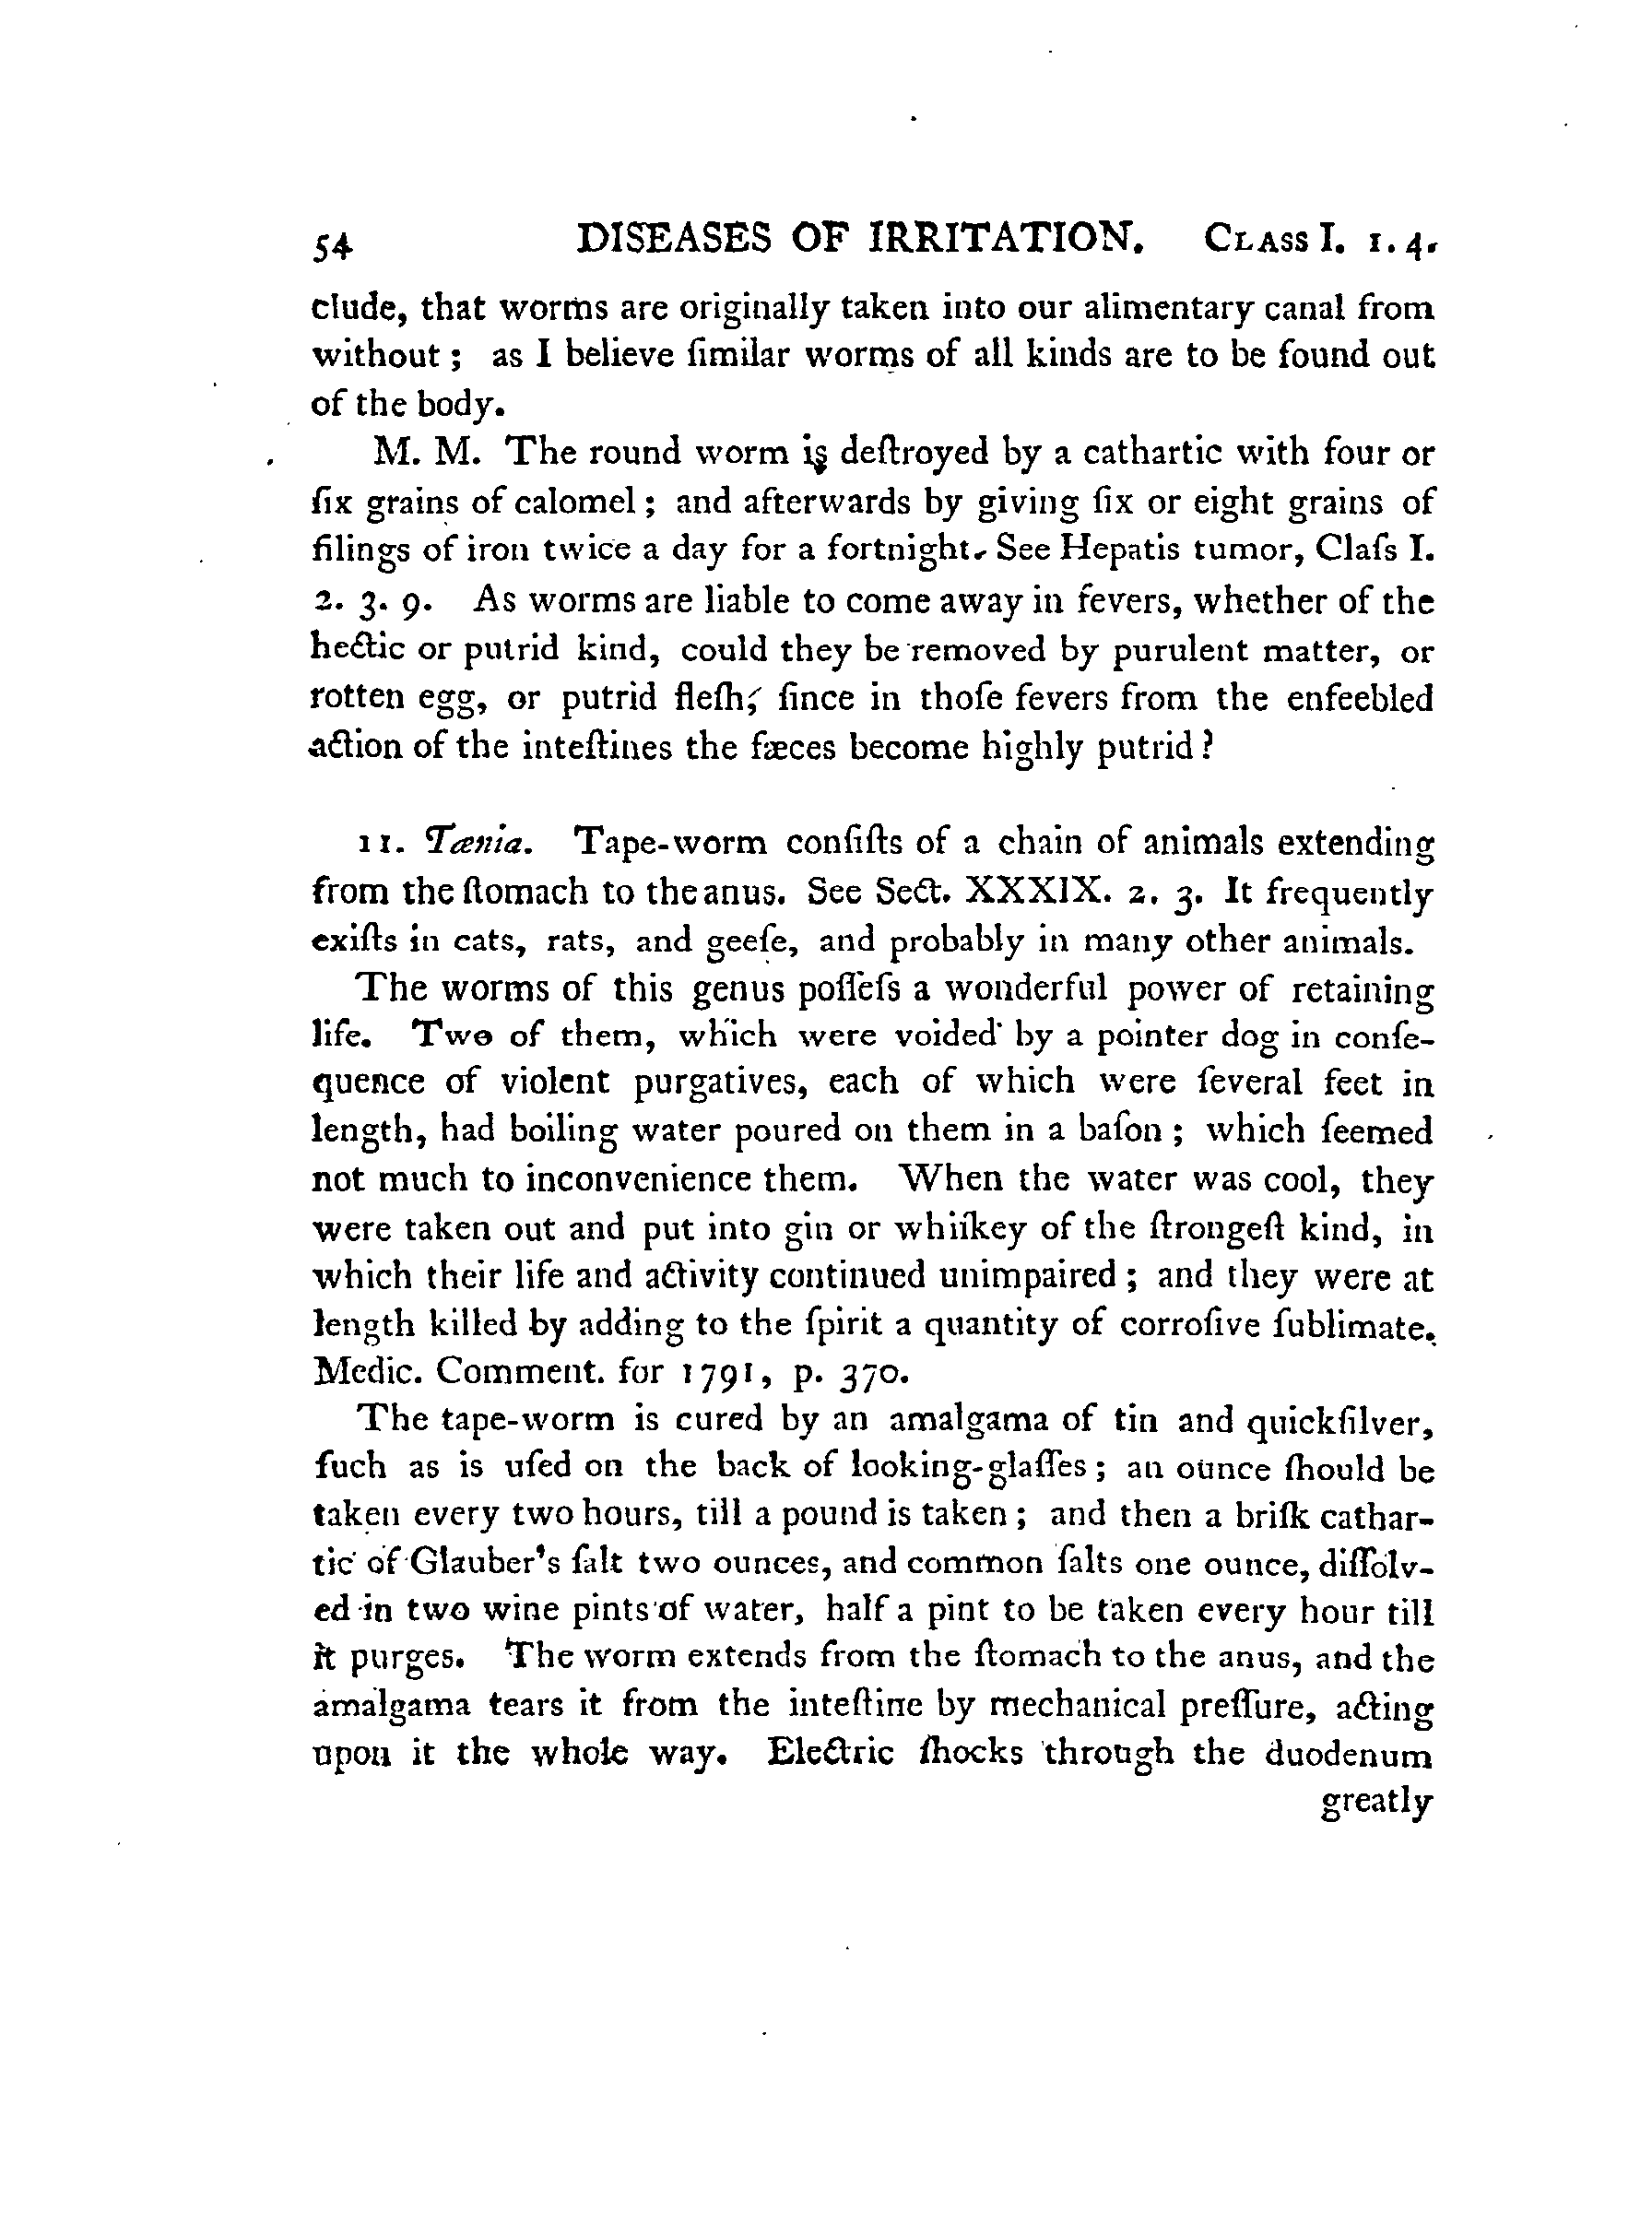 54 DISEASES OF IRRITATION. CLASS I. 1. 4.
clude, that worms are originally taken into our alimentary canal from
without; as I believe ſimilar worms of all kinds are to be found out
of the body.
M. M. The round worm is deſtroyed by a cathartic with four or
ſix grains of calomel; and afterwards by giving ſix or eight grains of
filings of iron twice a day for a fortnight. See Hepatis tumor, Claſs I.
2. 3. 9. As worms are liable to come away in fevers, whether of the
hectic or putrid kind, could they be removed by purulent matter, or
rotten egg, or putrid fleſh, ſince in thoſe fevers from the enfeebled
action of the inteſtines the fæces become highly putrid?
11. Tænia. Tape-worm conſiſts of a chain of animals extending
from the ſtomach to the anus. See Sect. XXXIX. 2. 3. It frequently
exiſts in cats, rats, and geeſe, and probably in many other animals.
The worms of this genus poſſeſs a wonderful power of retaining
life. Two of them, which were voided by a pointer dog in conſe-
quence of violent purgatives, each of which were ſeveral feet in
length, had boiling water poured on them in a baſon; which ſeemed
not much to inconvenience them. When the water was cool, they
were taken out and put into gin or whiſkey of the ſtrongeſt kind, in
which their life and activity continued unimpaired; and they were at
length killed by adding to the ſpirit a quantity of corroſive ſublimate.
Medic. Comment. for 1791, p. 370.
The tape-worm is cured by an amalgama of tin and quickſilver,
ſuch as is uſed on the back of looking-glaſſes; an ounce ſhould be
taken every two hours, till a pound is taken; and then a briſk cathar-
tic of Glauber's ſalt two ounces, and common ſalts one ounce, diſſolv-
ed in two wine pints of water, half a pint to be taken every hour till
it purges. The worm extends from the ſtomach to the anus, and the
amalgama tears it from the inteſtine by mechanical preſſure, acting
upon it the whole way. Electric ſhocks through the duodenum
greatly